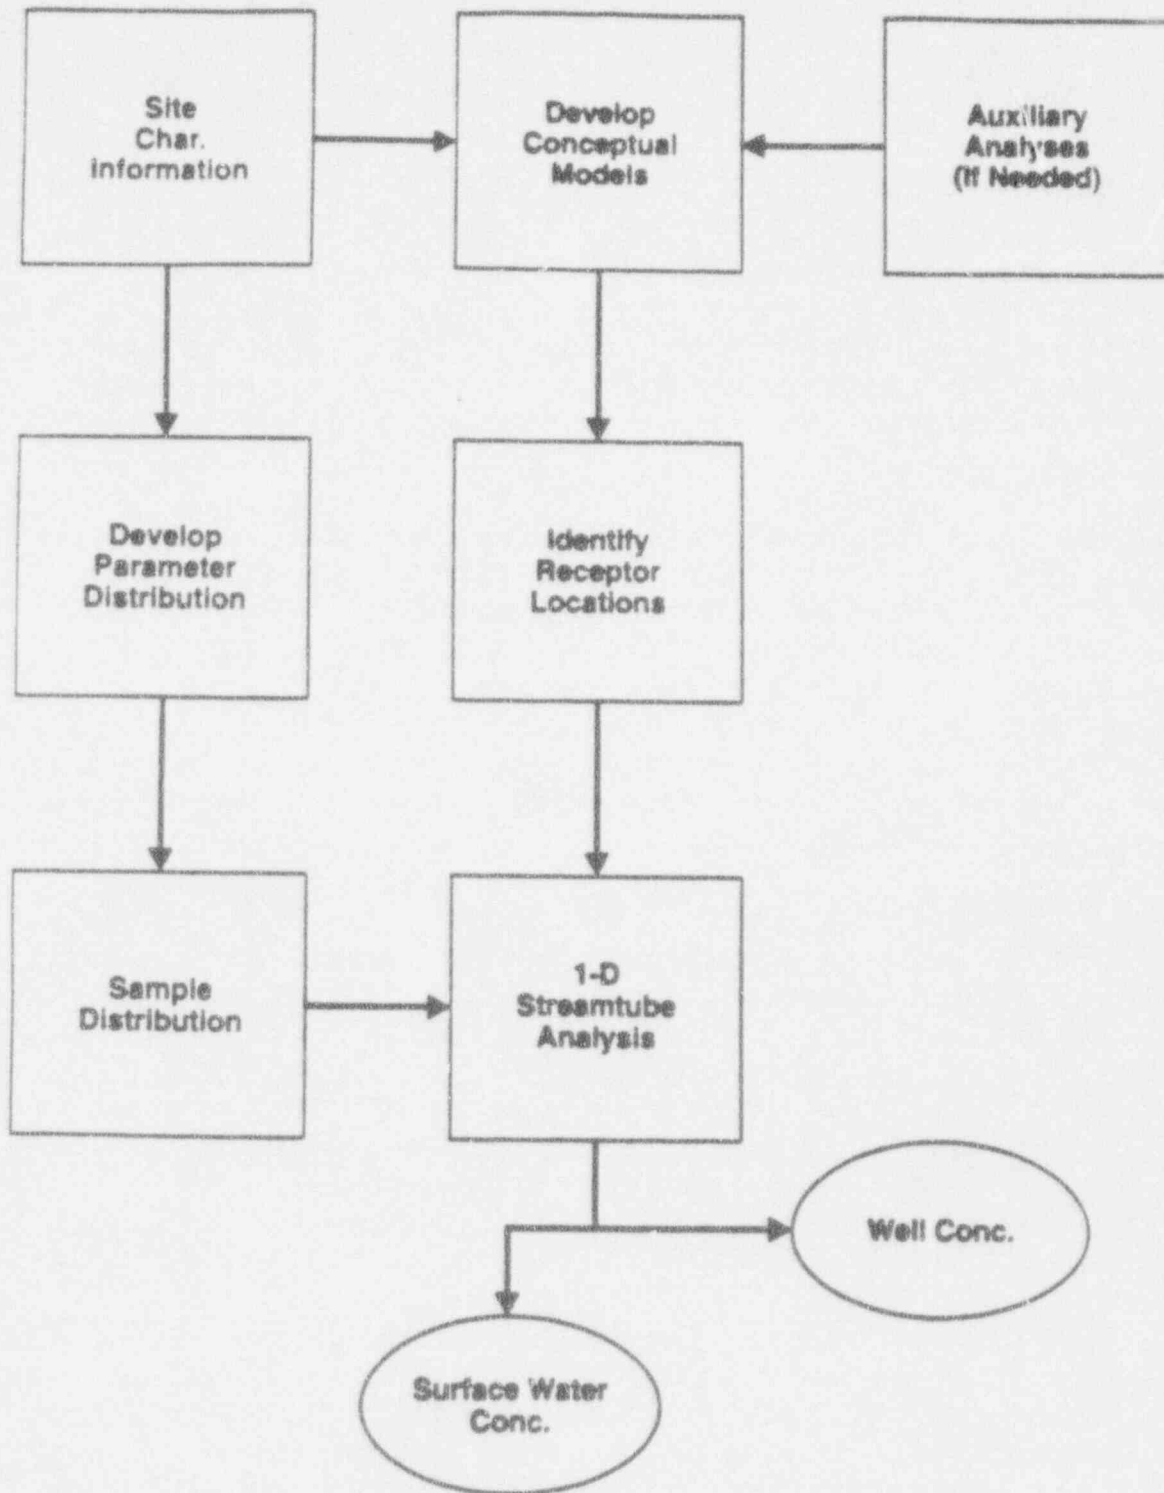 Site
Char.
Information
Develop
Conceptual
Models
Auxiliary
Analyses
(If Needed)
Develop
Parameter
Distribution
Identify
Receptor
Locations
Sample
Distribution
1-D
Streamtube
Analysis
Well Conc.
Surface Water
Conc.